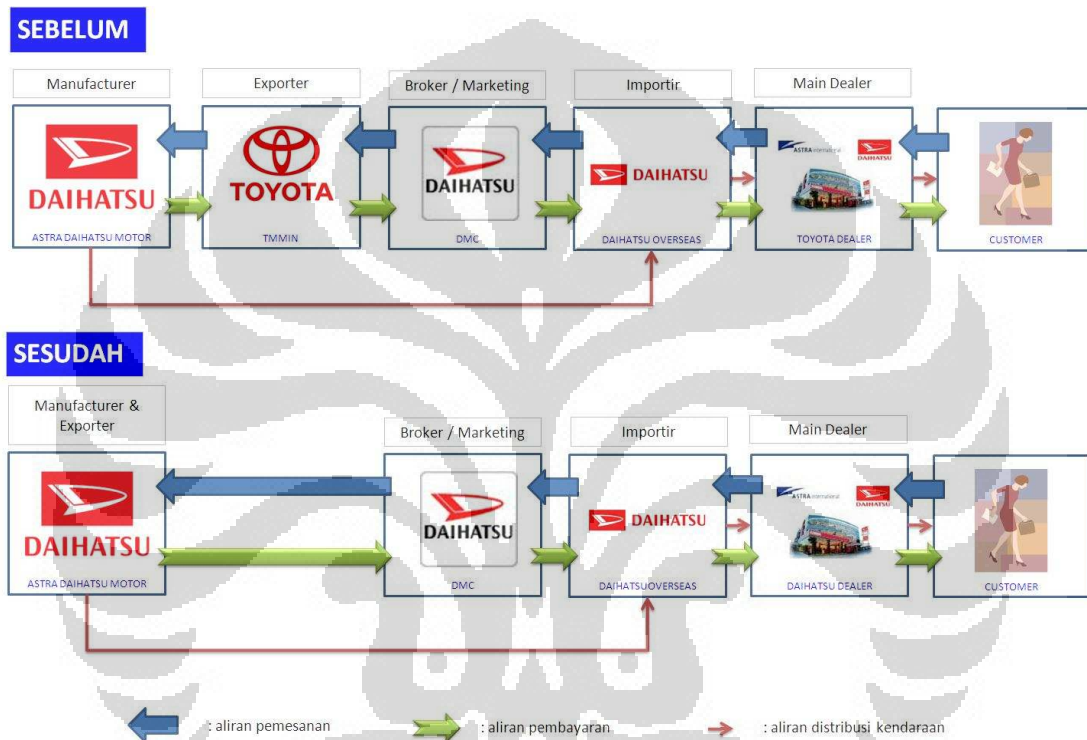 SEBELUM
Manufacturer
Exporter
Broker / Marketing
Importir
Main Dealer
DAIHATSU
ASTRA DAIHATSU MOTOR
TOYOTA
TMMIN
DAIHATSU
DMC
DAIHATSU
DAIHATSU OVERSEAS
ASTRA international
DAIHATSU
TOYOTA DEALER
CUSTOMER
SESUDAH
Manufacturer &
Exporter
Broker / Marketing
Importir
Main Dealer
DAIHATSU
ASTRA DAIHATSU MOTOR
DAIHATSU
DMC
DAIHATSU
DAIHATSUOVERSEAS
ASTRA international
DAIHATSU
DAIHATSU DEALER
CUSTOMER
: aliran pemesanan
: aliran pembayaran
: aliran distribusi kendaraan